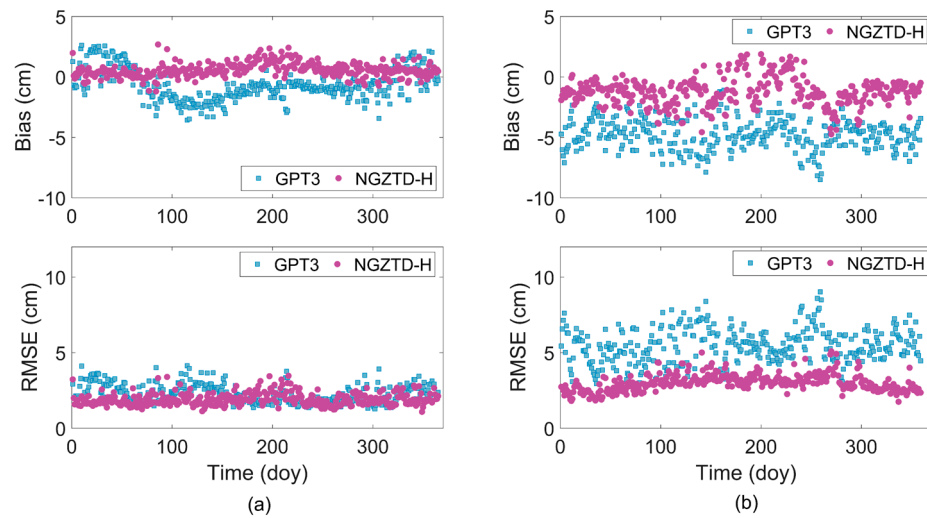 5
0
-5
-10
Bias (cm)
GPT3 NGZTD-H
0 100 200 300
10
5
0
RMSE (cm)
GPT3 NGZTD-H
0 100 200 300
Time (doy)
(a)
5
0
-5
-10
Bias (cm)
GPT3 NGZTD-H
0 100 200 300
10
5
0
RMSE (cm)
GPT3 NGZTD-H
0 100 200 300
Time (doy)
(b)